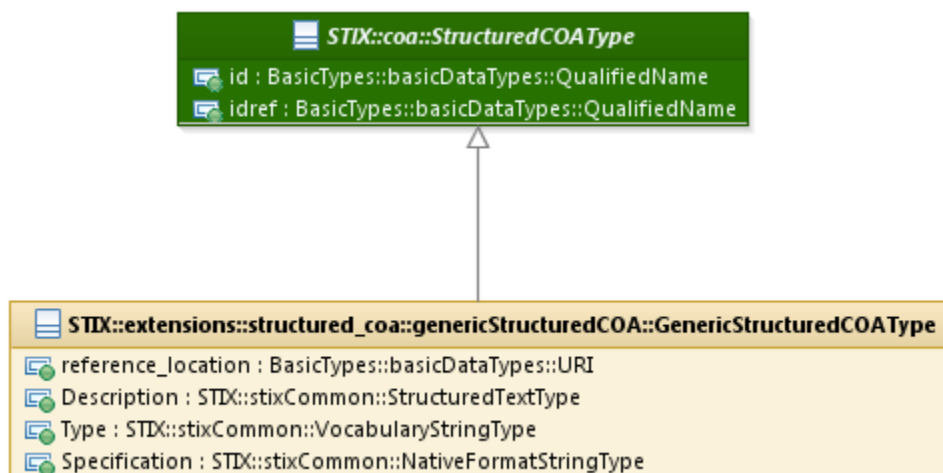 STIX::coa::StructuredCOAType
id : BasicTypes::basicDataTypes::QualifiedName
idref : BasicTypes::basicDataTypes::QualifiedName
STIX::extensions::structured_coa::genericStructuredCOA::GenericStructuredCOAType
reference_location : BasicTypes::basicDataTypes::URI
Description : STIX::stixCommon::StructuredTextType
Type : STIX::stixCommon::VocabularyStringType
Specification : STIX::stixCommon::NativeFormatStringType